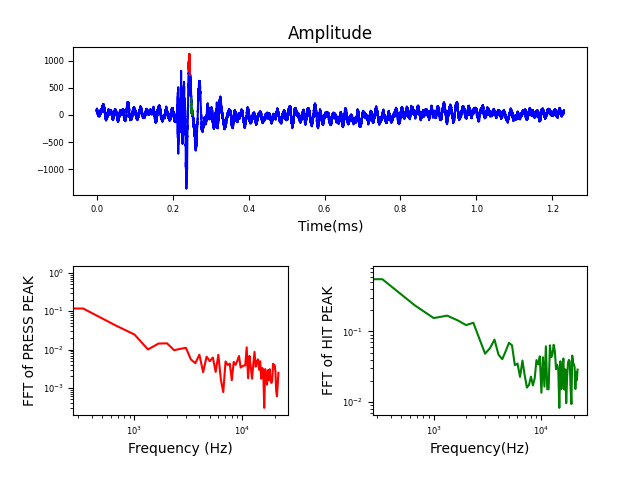 Amplitude
1000
500
0
−500
−1000
0.0 0.2 0.4 0.6 0.8 1.0 1.2
Time(ms)
FFT of PRESS PEAK
10⁰
10⁻¹
10⁻²
10⁻³
10³ 10⁴
Frequency (Hz)
FFT of HIT PEAK
10⁻¹
10⁻²
10³ 10⁴
Frequency(Hz)